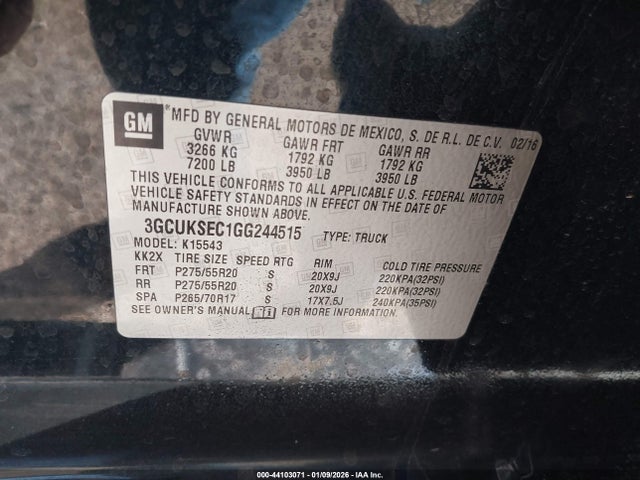 GM ®MFD BY GENERAL MOTORS DE MEXICO, S. DE R.L. DE C.V. 02/16
GVWR GAWR FRT GAWR RR
3266 KG 1792 KG 1792 KG
7200 LB 3950 LB 3950 LB
THIS VEHICLE CONFORMS TO ALL APPLICABLE U.S. FEDERAL MOTOR
VEHICLE SAFETY STANDARDS IN EFFECT ON THE DATE OF
MANUFACTURE SHOWN ABOVE.
3GCUKSEC1GG244515 TYPE: TRUCK
MODEL: K15543
KK2X TIRE SIZE SPEED RTG RIM COLD TIRE PRESSURE
FRT P275/55R20 S 20X9J 220KPA(32PSI)
RR P275/55R20 S 20X9J 220KPA(32PSI)
SPA P265/70R17 S 17X7.5J 240KPA(35PSI)
SEE OWNER'S MANUAL FOR MORE INFORMATION.
000-44103071 - 01/09/2026 - IAA Inc.